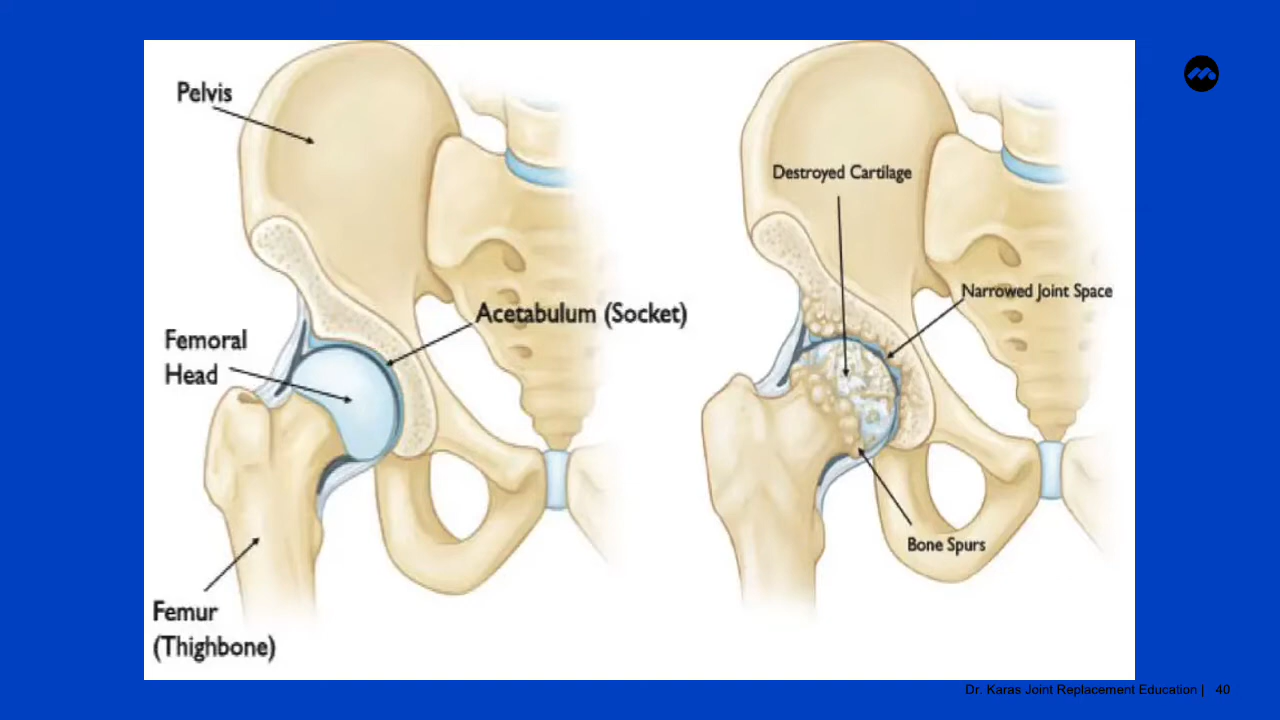 Pelvis
Femoral
Head
Acetabulum (Socket)
Femur
(Thighbone)
Destroyed Cartilage
Narrowed Joint Space
Bone Spurs
Dr. Karas Joint Replacement Education | 40